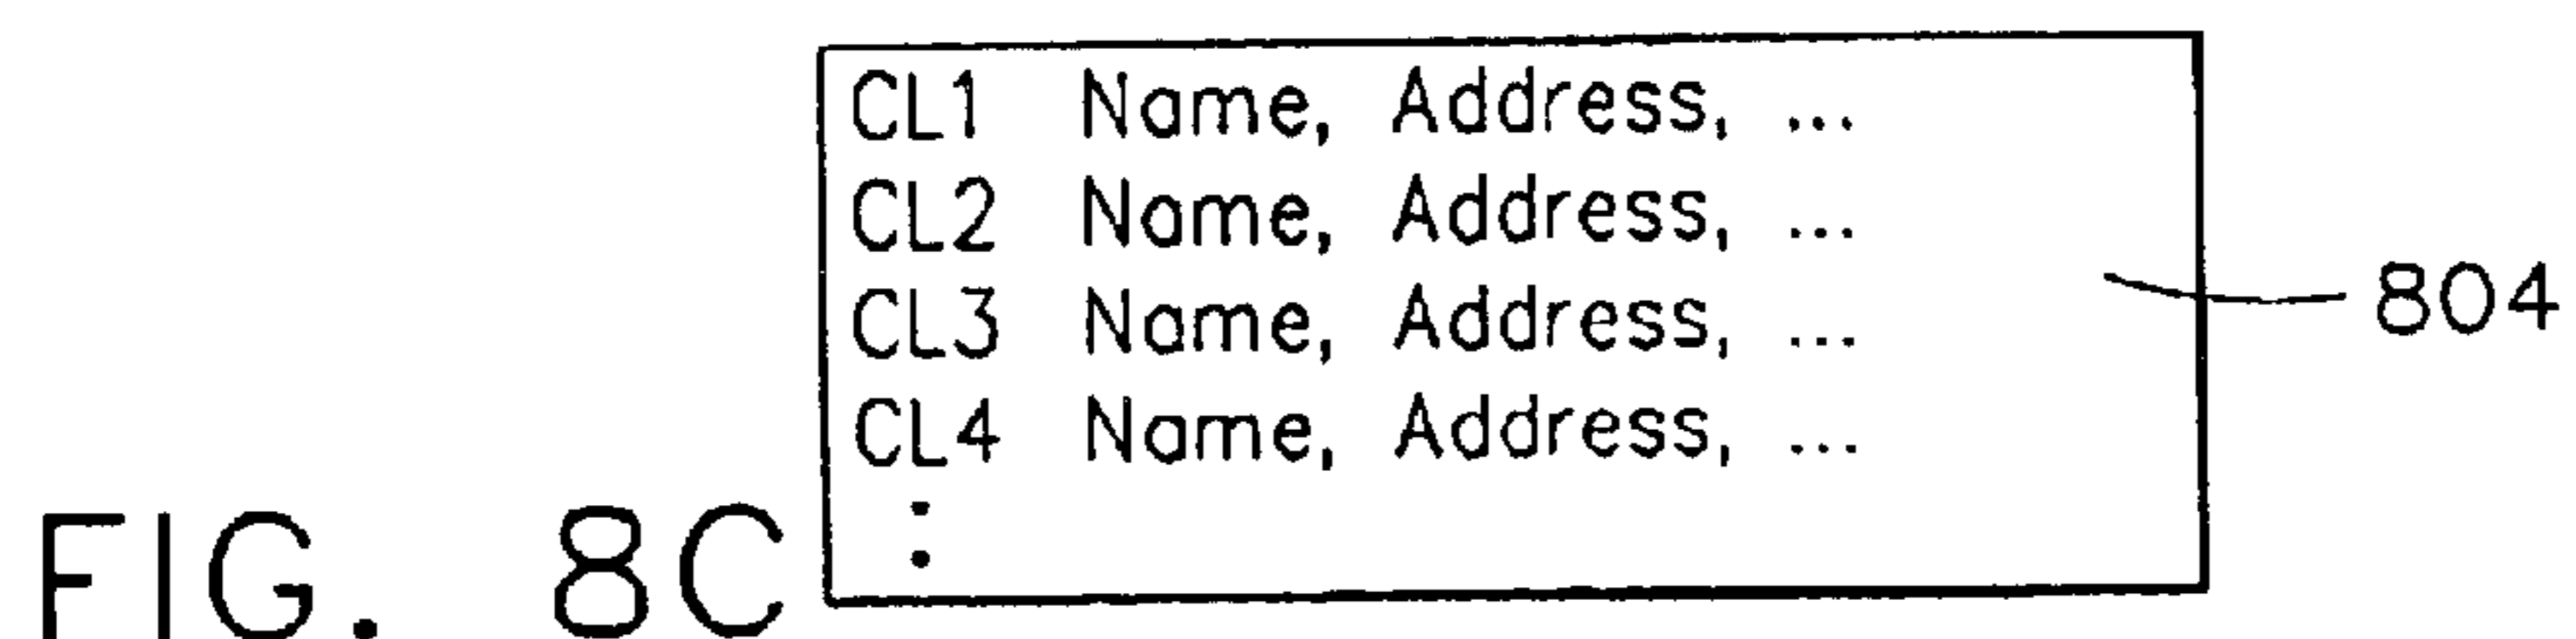 CL1 Name, Address, ...
CL2 Name, Address, ...
CL3 Name, Address, ...
804
CL4 Name, Address, ...
:
FIG. 8C